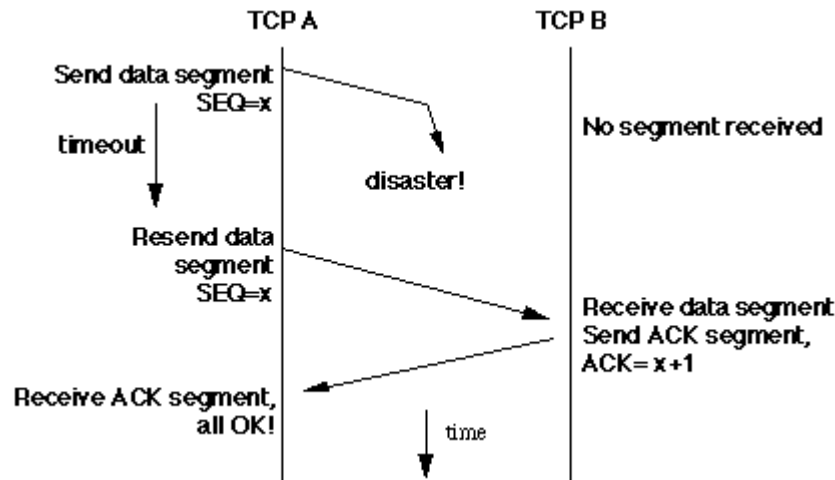 TCP A
TCP B
Send data segment
SEQ=x
No segment received
timeout
disaster!
Resend data
segment
SEQ=x
Receive data segment
Send ACK segment,
ACK= x+1
Receive ACK segment,
all OK!
time